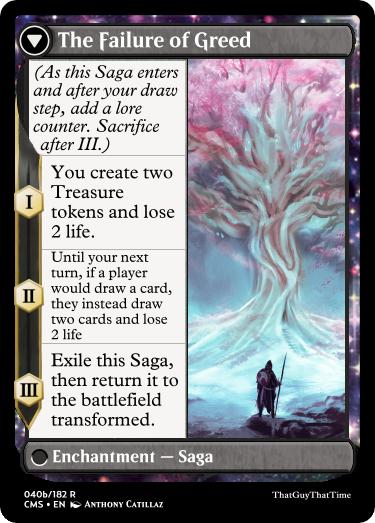 The Failure of Greed
(As this Saga enters
and after your draw
step, add a lore
counter. Sacrifice
after III.)
I
You create two
Treasure
tokens and lose
2 life.
II
Until your next
turn, if a player
would draw a card,
they instead draw
two cards and lose
2 life
III
Exile this Saga,
then return it to
the battlefield
transformed.
Enchantment — Saga
040b/182 R
CMS • EN Anthony Catillaz
ThatGuyThatTime